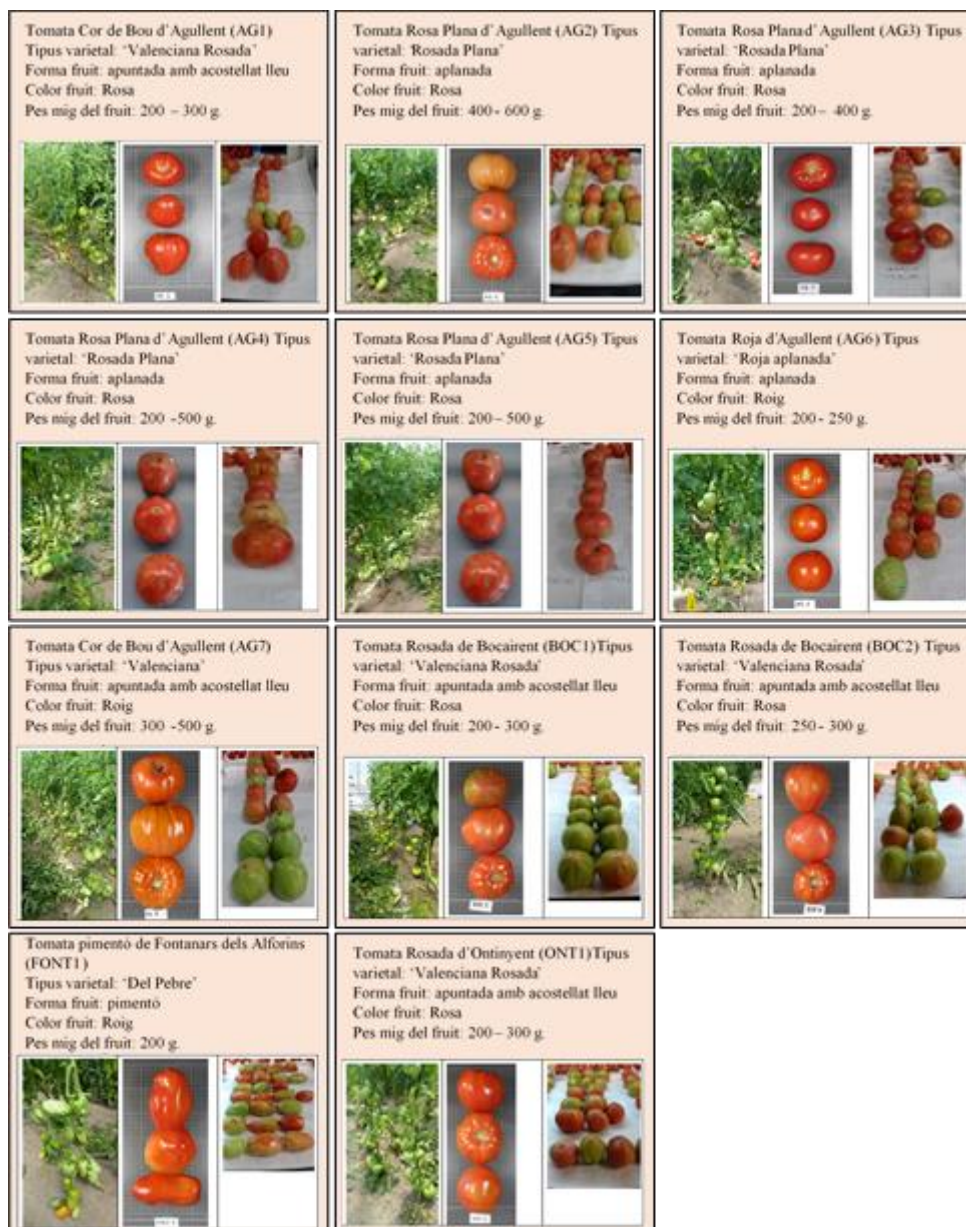 Tomata Cor de Bou d'Agullent (AG1)
Tipus varietal: 'Valenciana Rosada'
Forma fruit: apuntada amb acostellat lleu
Color fruit: Rosa
Pes mig del fruit: 200 – 300 g.
Tomata Rosa Plana d'Agullent (AG2) Tipus
varietal: 'Rosada Plana'
Forma fruit: aplanada
Color fruit: Rosa
Pes mig del fruit: 400 - 600 g.
Tomata Rosa Plana d'Agullent (AG3) Tipus
varietal: 'Rosada Plana'
Forma fruit: aplanada
Color fruit: Rosa
Pes mig del fruit: 200 – 400 g.
Tomata Rosa Plana d'Agullent (AG4) Tipus
varietal: 'Rosada Plana'
Forma fruit: aplanada
Color fruit: Rosa
Pes mig del fruit: 200 -500 g.
Tomata Rosa Plana d'Agullent (AG5) Tipus
varietal: 'Rosada Plana'
Forma fruit: aplanada
Color fruit: Rosa
Pes mig del fruit: 200 – 500 g.
Tomata Roja d'Agullent (AG6) Tipus
varietal: 'Roja aplanada'
Forma fruit: aplanada
Color fruit: Roig
Pes mig del fruit: 200 - 250 g.
Tomata Cor de Bou d'Agullent (AG7)
Tipus varietal: 'Valenciana'
Forma fruit: apuntada amb acostellat lleu
Color fruit: Roig
Pes mig del fruit: 300 -500 g.
Tomata Rosada de Bocairent (BOC1) Tipus
varietal: 'Valenciana Rosada'
Forma fruit: apuntada amb acostellat lleu
Color fruit: Rosa
Pes mig del fruit: 200 - 300 g.
Tomata Rosada de Bocairent (BOC2) Tipus
varietal: 'Valenciana Rosada'
Forma fruit: apuntada amb acostellat lleu
Color fruit: Rosa
Pes mig del fruit: 250 - 300 g.
Tomata pimentó de Fontanars dels Alforins
(FONT1)
Tipus varietal: 'Del Pebre'
Forma fruit: pimentó
Color fruit: Roig
Pes mig del fruit: 200 g.
Tomata Rosada d'Ontinyent (ONT1) Tipus
varietal: 'Valenciana Rosada'
Forma fruit: apuntada amb acostellat lleu
Color fruit: Rosa
Pes mig del fruit: 200 – 300 g.